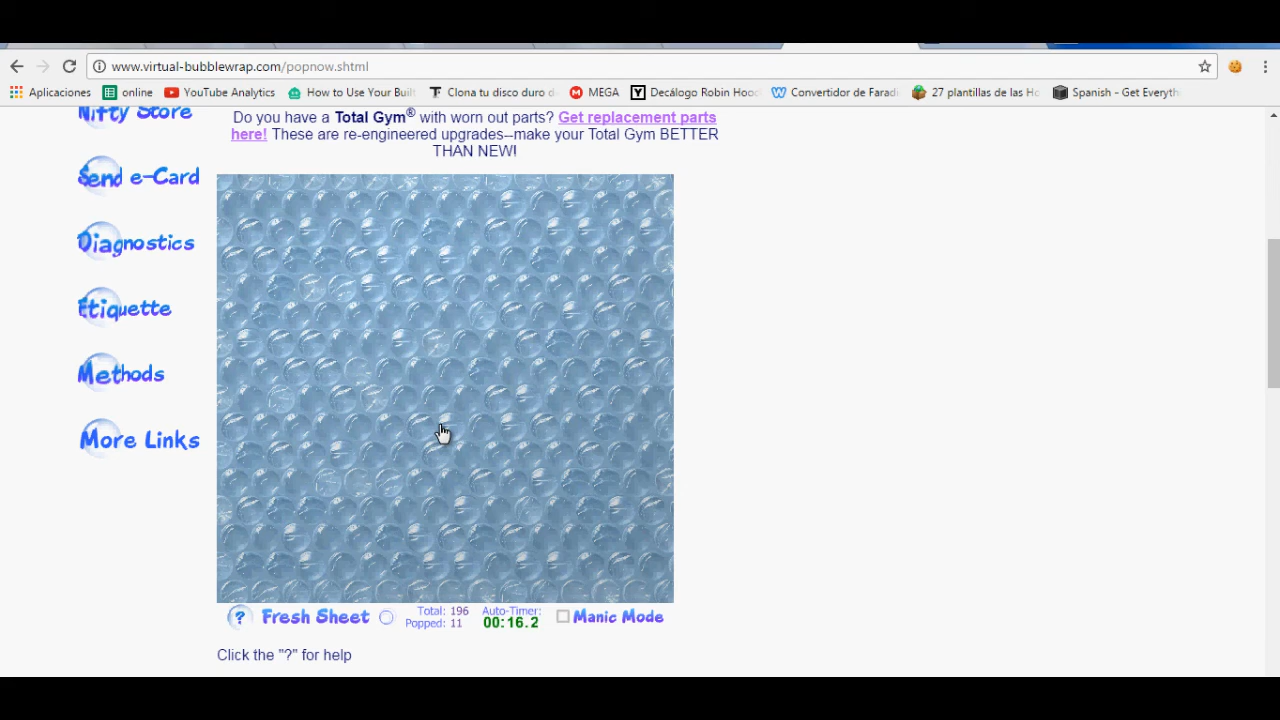 www.virtual-bubblewrap.com/popnow.shtml
Aplicaciones online YouTube Analytics How to Use Your Buil Clona tu disco duro d MEGA Decálogo Robin Hoo Convertidor de Farad 27 plantillas de las Ho Spanish - Get Everyth
Nifty Store
Send e-Card
Diagnostics
Etiquette
Methods
More Links
Do you have a Total Gym® with worn out parts? Get replacement parts
here! These are re-engineered upgrades--make your Total Gym BETTER
THAN NEW!
? Fresh Sheet Total: 196 Auto-Timer: Manic Mode
Popped: 11 00:16.2
Click the "?" for help